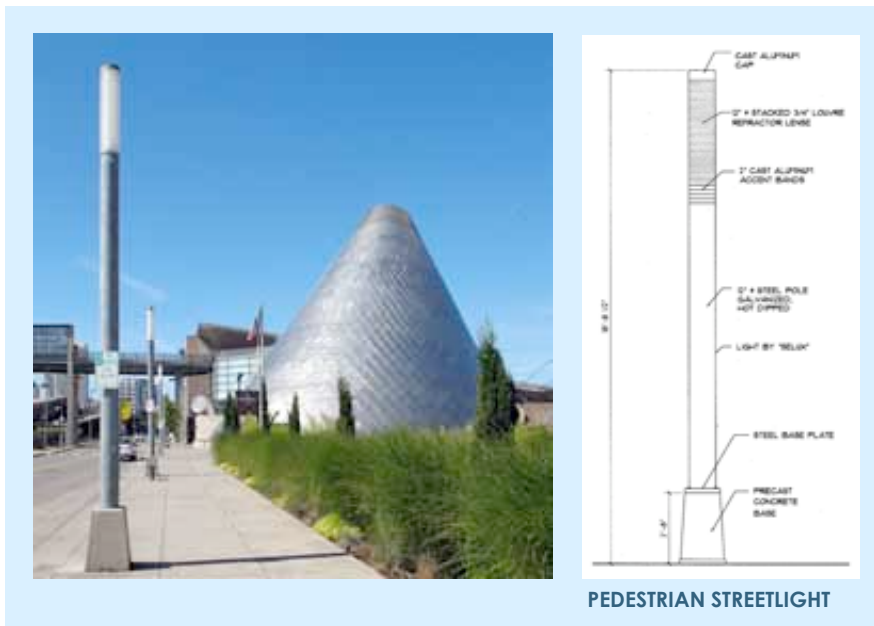 CAST ALUMINUM
CAP
STACKED 3/4" LOUVRE
REFRACTOR LENSE
2" CAST ALUMINUM
ACCENT BANDS
STEEL POLE
GALVANIZED,
HOT DIPPED
LIGHT BY "SELUX"
STEEL BASE PLATE
PRECAST
CONCRETE
BASE
PEDESTRIAN STREETLIGHT